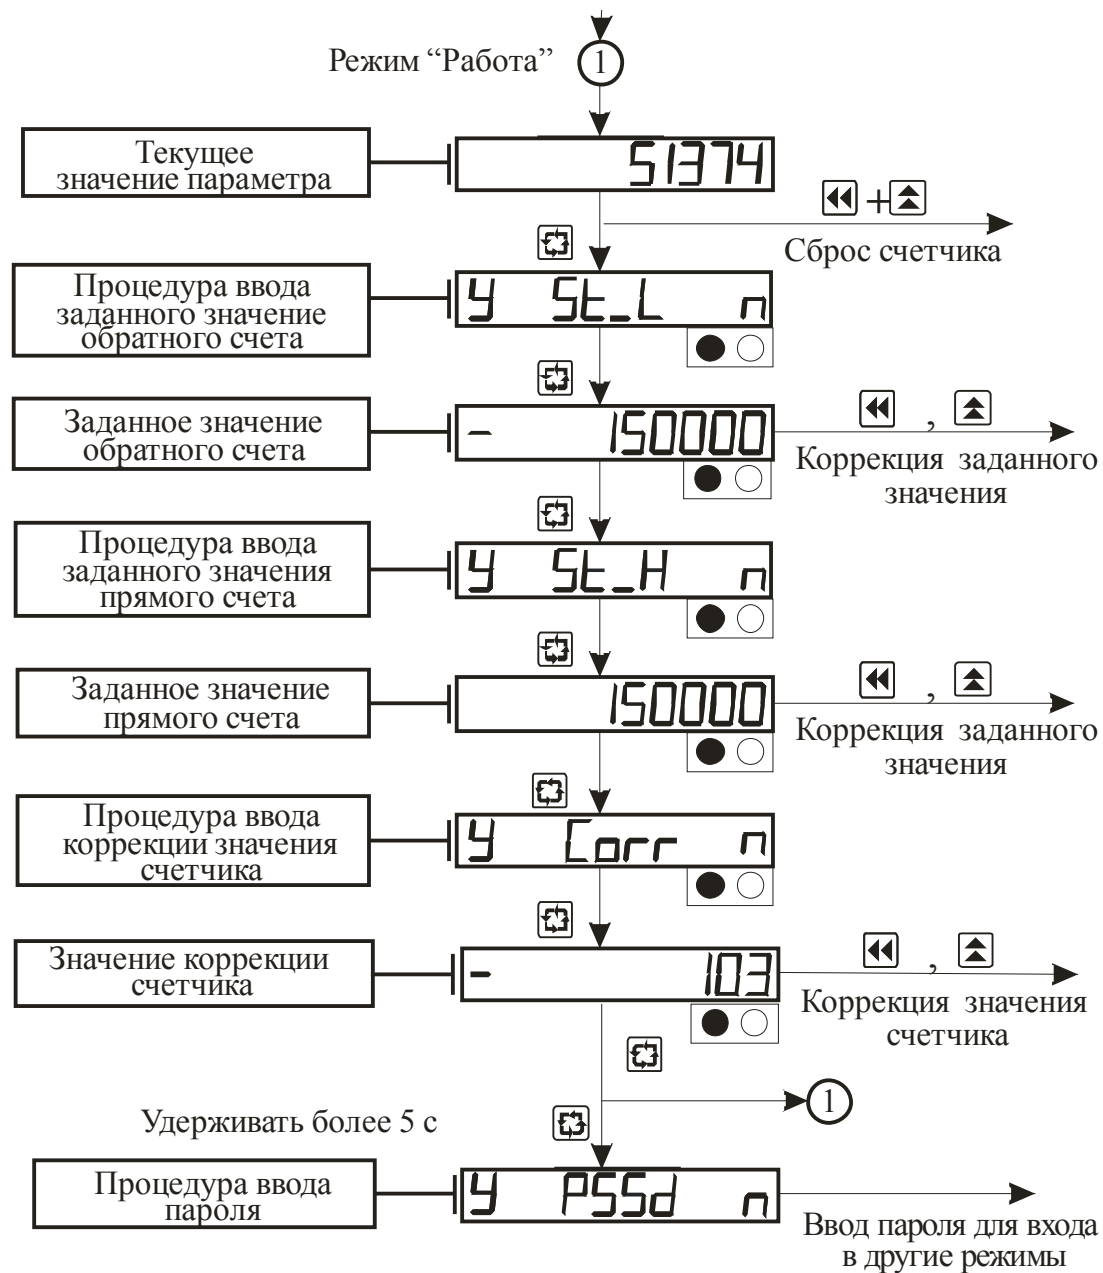 Режим “Работа” 1
Текущее
значение параметра
51374
+
Сброс счетчика
Процедура ввода
заданного значение
обратного счета
У St_L n
Заданное значение
обратного счета
- 150000
,
Коррекция заданного
значения
Процедура ввода
заданного значения
прямого счета
У St_H n
Заданное значение
прямого счета
150000
,
Коррекция заданного
значения
Процедура ввода
коррекции значения
счетчика
У Corr n
Значение коррекции
счетчика
- 103
,
Коррекция значения
счетчика
1
Удерживать более 5 с
Процедура ввода
пароля
У PSSd n
Ввод пароля для входа
в другие режимы